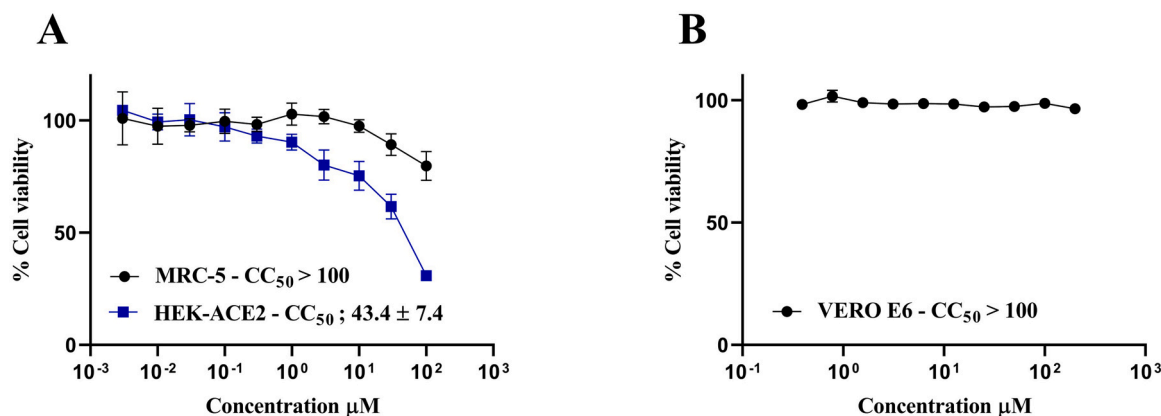 A
% Cell viability
100
50
0
MRC-5 - CC₅₀ > 100
HEK-ACE2 - CC₅₀ ; 43.4 ± 7.4
10⁻³ 10⁻² 10⁻¹ 10⁰ 10¹ 10² 10³
Concentration μM
B
% Cell viability
100
50
0
VERO E6 - CC₅₀ > 100
10⁻¹ 10⁰ 10¹ 10² 10³
Concentration μM